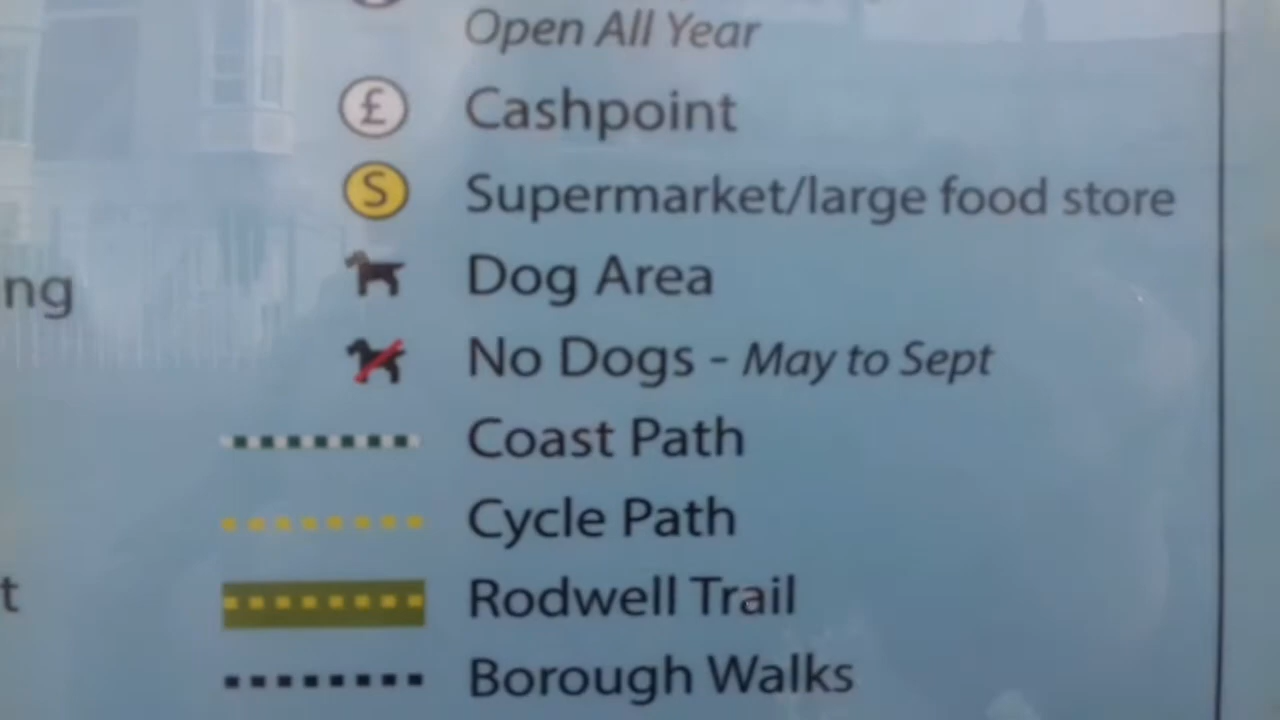 Open All Year
£ Cashpoint
S Supermarket/large food store
Dog Area
ng
No Dogs - May to Sept
Coast Path
Cycle Path
t
Rodwell Trail
Borough Walks